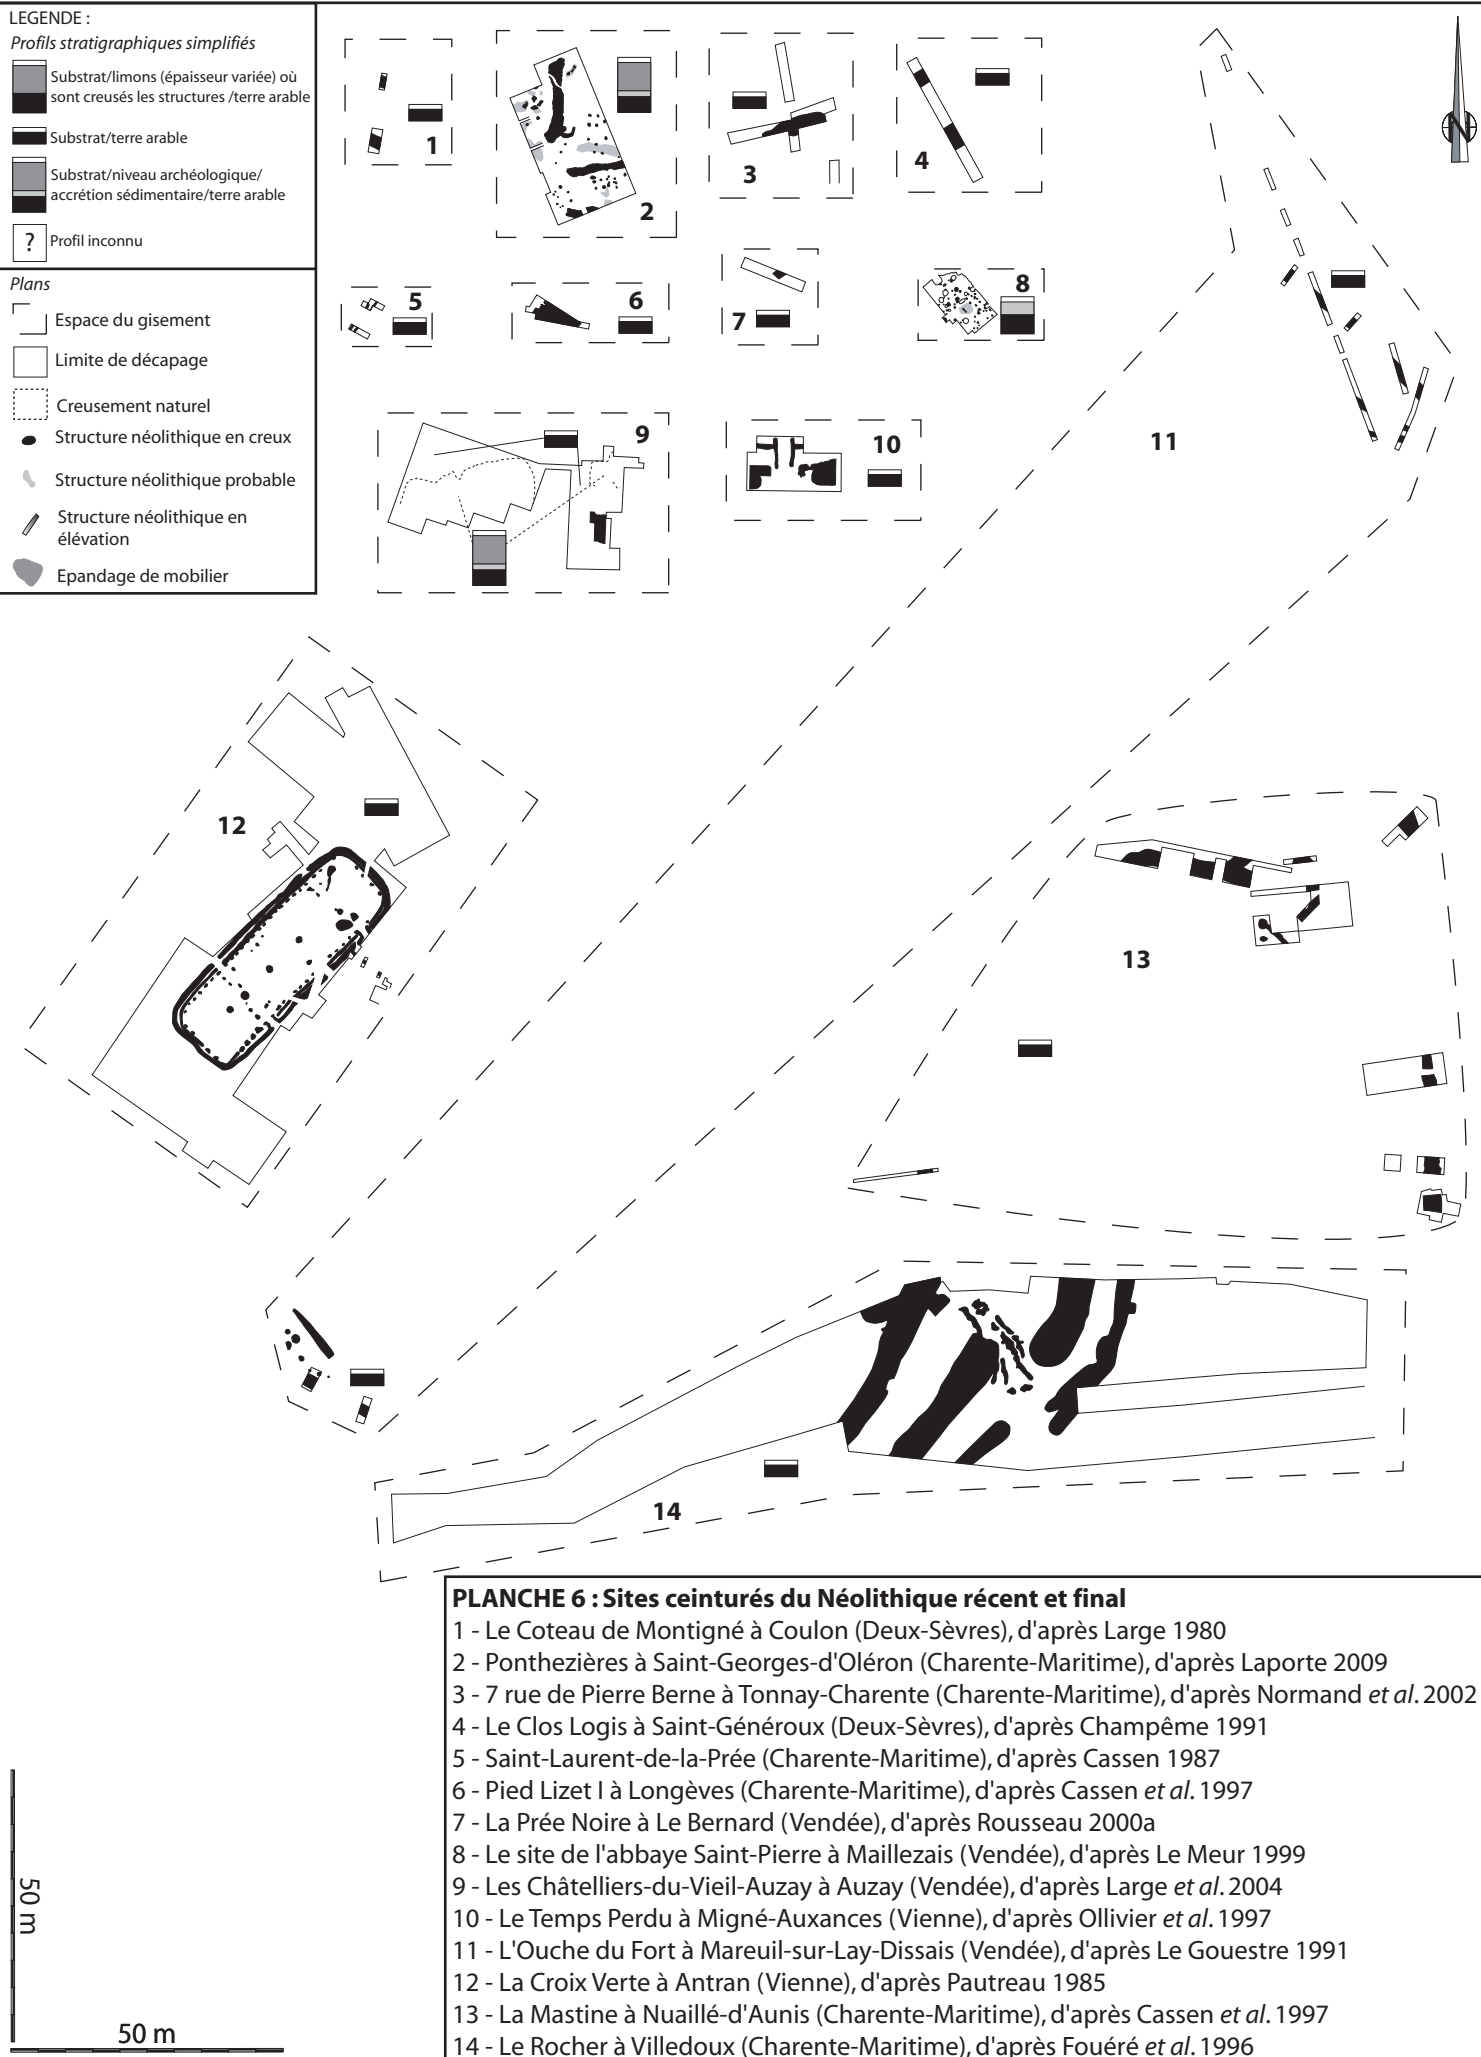 LEGENDE :
Profils stratigraphiques simplifiés
Substrat/limons (épaisseur variée) où
sont creusés les structures /terre arable
Substrat/terre arable
Substrat/niveau archéologique/
accrétion sédimentaire/terre arable
?
Profil inconnu
Plans
Espace du gisement
Limite de décapage
Creusement naturel
Structure néolithique en creux
Structure néolithique probable
Structure néolithique en
élévation
Epandage de mobilier
1
2
3
4
N
5
6
7
8
9
10
11
12
13
14
50 m
50 m
PLANCHE 6 : Sites ceinturés du Néolithique récent et final
1 - Le Coteau de Montigné à Coulon (Deux-Sèvres), d'après Large 1980
2 - Ponthezières à Saint-Georges-d'Oléron (Charente-Maritime), d'après Laporte 2009
3 - 7 rue de Pierre Berne à Tonnay-Charente (Charente-Maritime), d'après Normand et al. 2002
4 - Le Clos Logis à Saint-Généroux (Deux-Sèvres), d'après Champême 1991
5 - Saint-Laurent-de-la-Prée (Charente-Maritime), d'après Cassen 1987
6 - Pied Lizet I à Longèves (Charente-Maritime), d'après Cassen et al. 1997
7 - La Prée Noire à Le Bernard (Vendée), d'après Rousseau 2000a
8 - Le site de l'abbaye Saint-Pierre à Maillezais (Vendée), d'après Le Meur 1999
9 - Les Châtelliers-du-Vieil-Auzay à Auzay (Vendée), d'après Large et al. 2004
10 - Le Temps Perdu à Migné-Auxances (Vienne), d'après Ollivier et al. 1997
11 - L'Ouche du Fort à Mareuil-sur-Lay-Dissais (Vendée), d'après Le Gouestre 1991
12 - La Croix Verte à Antran (Vienne), d'après Pautreau 1985
13 - La Mastine à Nuaillé-d'Aunis (Charente-Maritime), d'après Cassen et al. 1997
14 - Le Rocher à Villedoux (Charente-Maritime), d'après Fouéré et al. 1996